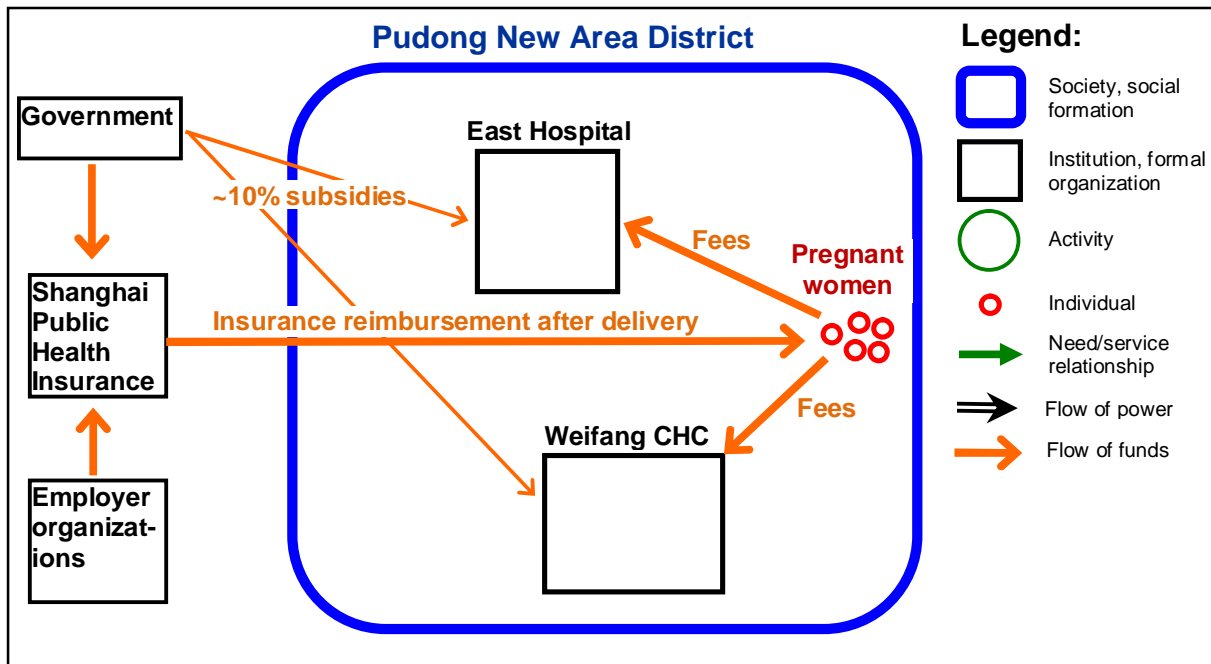 Pudong New Area District
Government
East Hospital
~10% subsidies
Fees
Pregnant
women
Shanghai
Public
Health
Insurance
Insurance reimbursement after delivery
Fees
Weifang CHC
Employer
organizat-
ions
Legend:
Society, social
formation
Institution, formal
organization
Activity
Individual
Need/service
relationship
Flow of power
Flow of funds